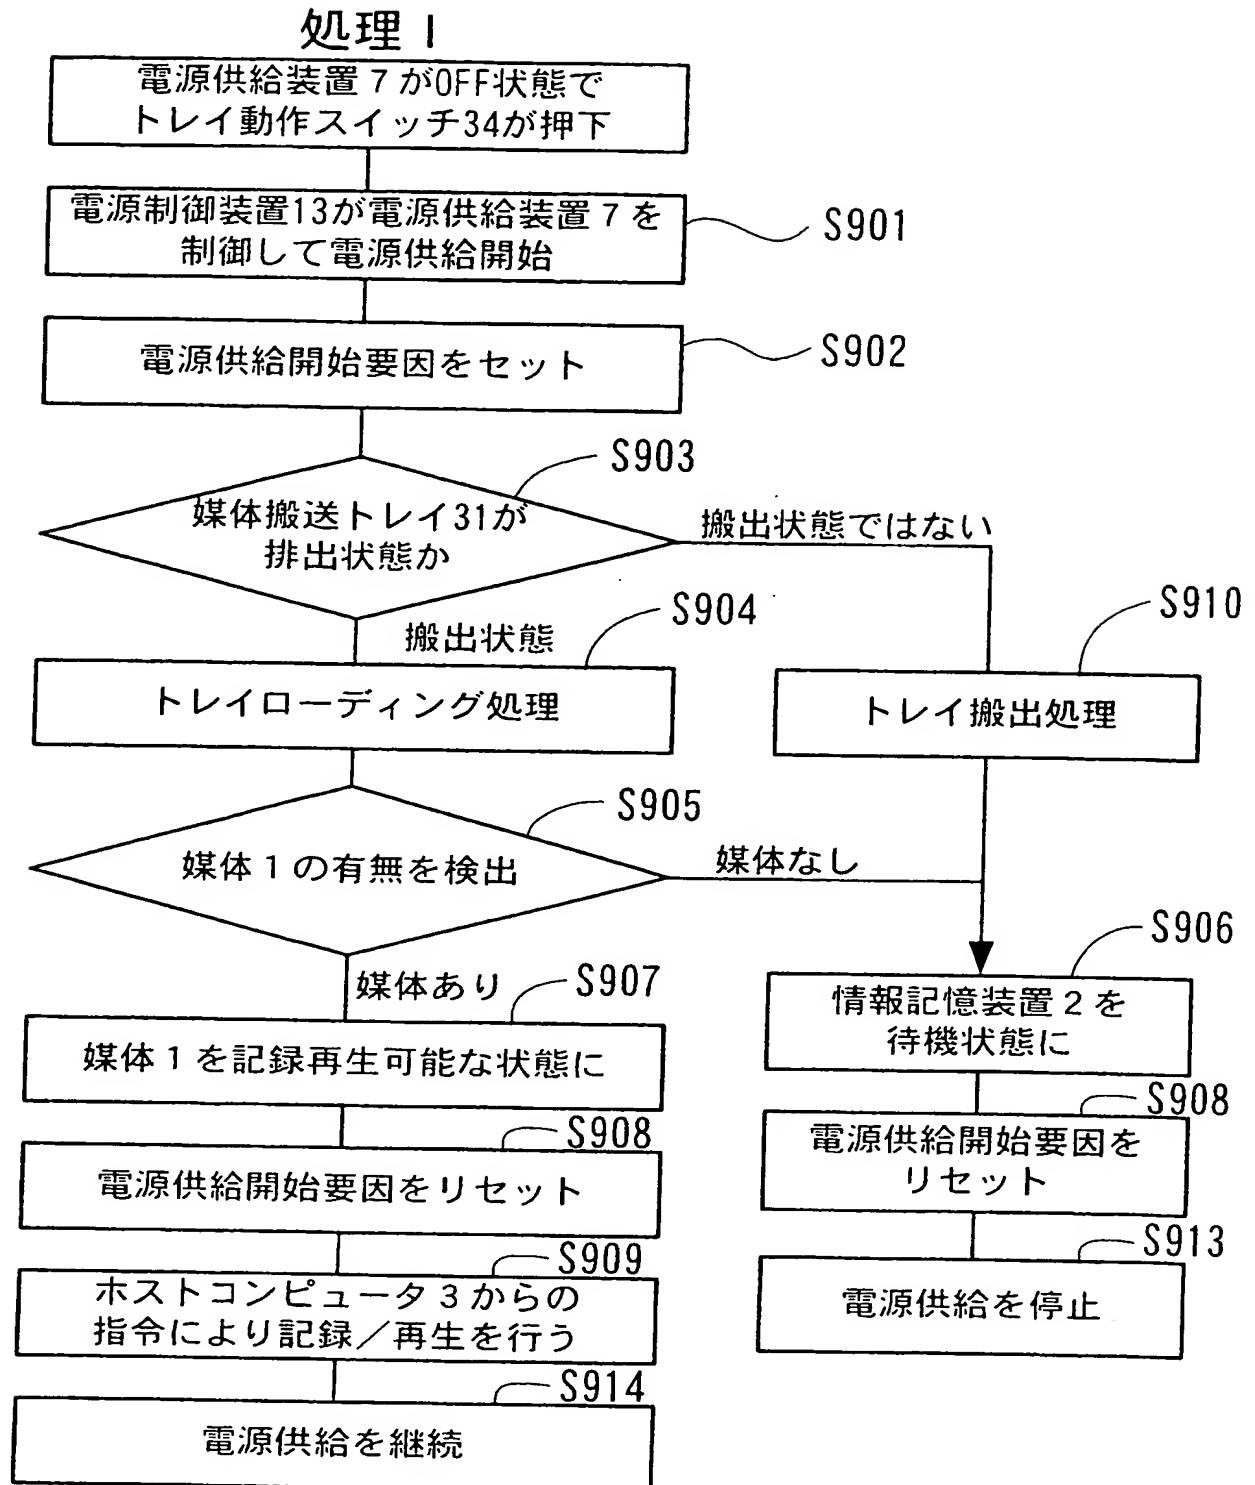 処理 I
電源供給装置７がOFF状態で
トレイ動作スイッチ34が押下
電源制御装置13が電源供給装置７を
制御して電源供給開始
S901
電源供給開始要因をセット
S902
S903
媒体搬送トレイ31が
排出状態か
搬出状態ではない
搬出状態
S904
トレイローディング処理
S910
トレイ搬出処理
S905
媒体１の有無を検出
媒体なし
媒体あり
S907
媒体１を記録再生可能な状態に
S906
情報記憶装置２を
待機状態に
S908
電源供給開始要因をリセット
S908
電源供給開始要因を
リセット
S909
ホストコンピュータ３からの
指令により記録／再生を行う
S913
電源供給を停止
S914
電源供給を継続